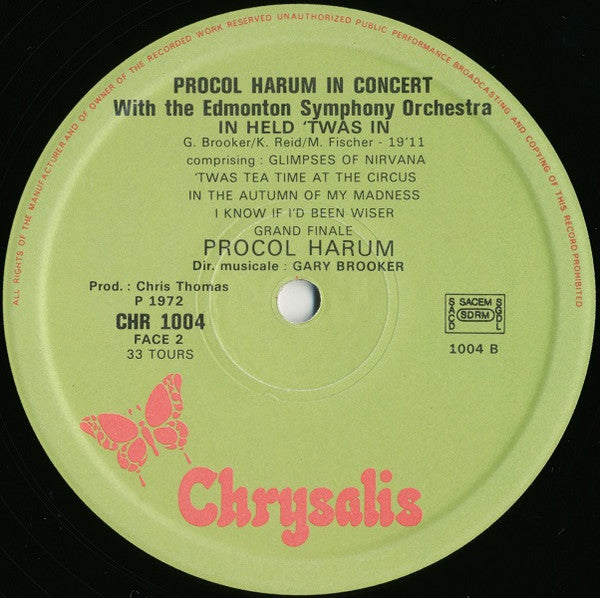 ALL RIGHTS OF THE MANUFACTURER AND OF OWNER OF THE RECORDED WORK RESERVED UNAUTHORIZED PUBLIC PERFORMANCE BROADCASTING AND COPYING OF THIS RECORD PROHIBITED
PROCOL HARUM IN CONCERT
With the Edmonton Symphony Orchestra
IN HELD 'TWAS IN
G. Brooker/K. Reid/M. Fischer - 19'11
comprising : GLIMPSES OF NIRVANA
'TWAS TEA TIME AT THE CIRCUS
IN THE AUTUMN OF MY MADNESS
I KNOW IF I'D BEEN WISER
GRAND FINALE
PROCOL HARUM
Dir. musicale : GARY BROOKER
Prod. : Chris Thomas
P 1972
CHR 1004
FACE 2
33 TOURS
SACD SACEM SGDL
SDRM
1004 B
Chrysalis